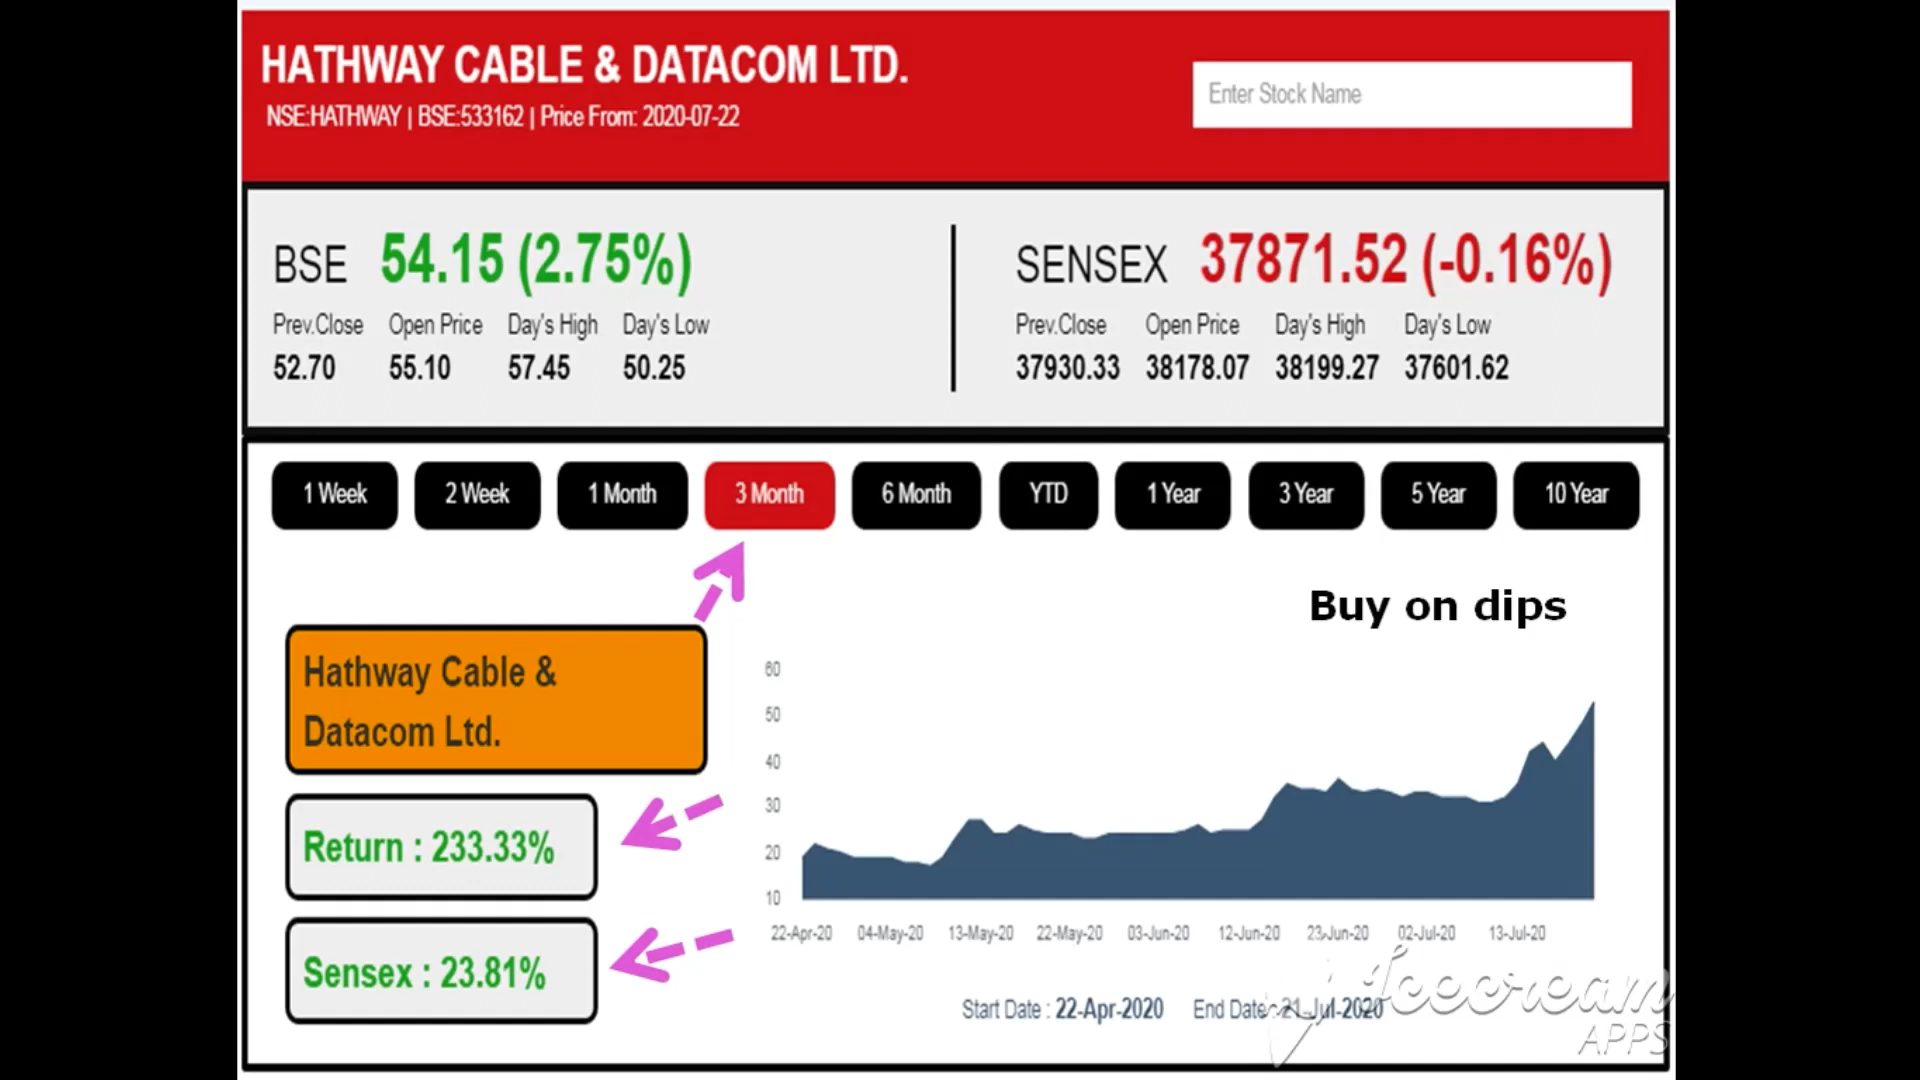 HATHWAY CABLE & DATACOM LTD.
NSE:HATHWAY | BSE:533162 | Price From: 2020-07-22
Enter Stock Name
BSE 54.15 (2.75%)
Prev.Close Open Price Day's High Day's Low
52.70 55.10 57.45 50.25
SENSEX 37871.52 (-0.16%)
Prev.Close Open Price Day's High Day's Low
37930.33 38178.07 38199.27 37601.62
1 Week 2 Week 1 Month 3 Month 6 Month YTD 1 Year 3 Year 5 Year 10 Year
Buy on dips
Hathway Cable &
Datacom Ltd.
Return : 233.33%
Sensex : 23.81%
60
50
40
30
20
10
22-Apr-20 04-May-20 13-May-20 22-May-20 03-Jun-20 12-Jun-20 23-Jun-20 02-Jul-20 13-Jul-20
Start Date : 22-Apr-2020 End Date : 21-Jul-2020
Icecream
APPS